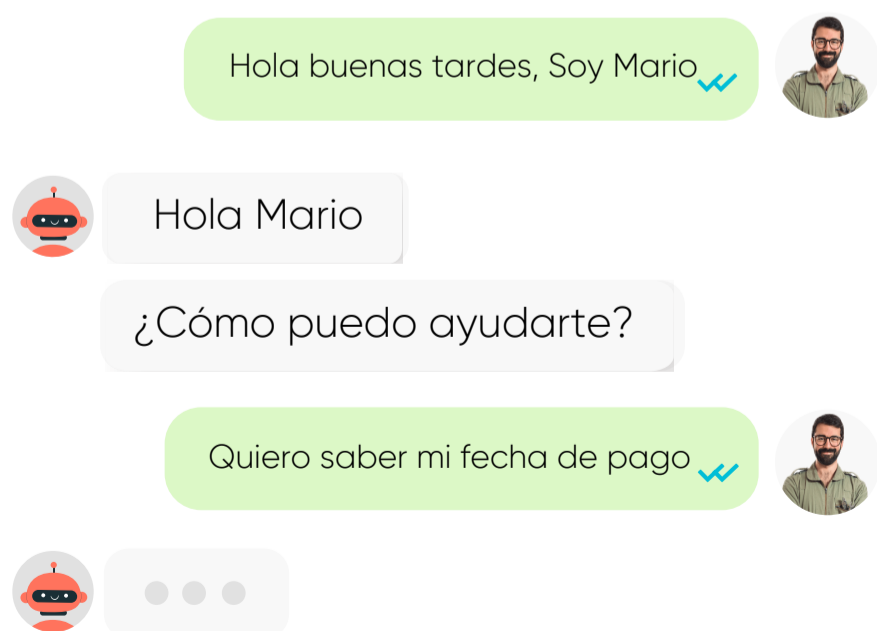 Hola buenas tardes, Soy Mario
Hola Mario
¿Cómo puedo ayudarte?
Quiero saber mi fecha de pago